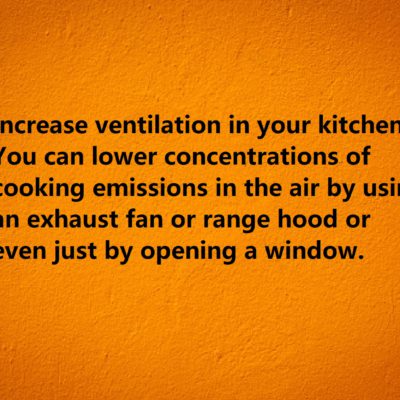 ncrease ventilation in your kitchen
You can lower concentrations of
cooking emissions in the air by usin
an exhaust fan or range hood or
even just by opening a window.